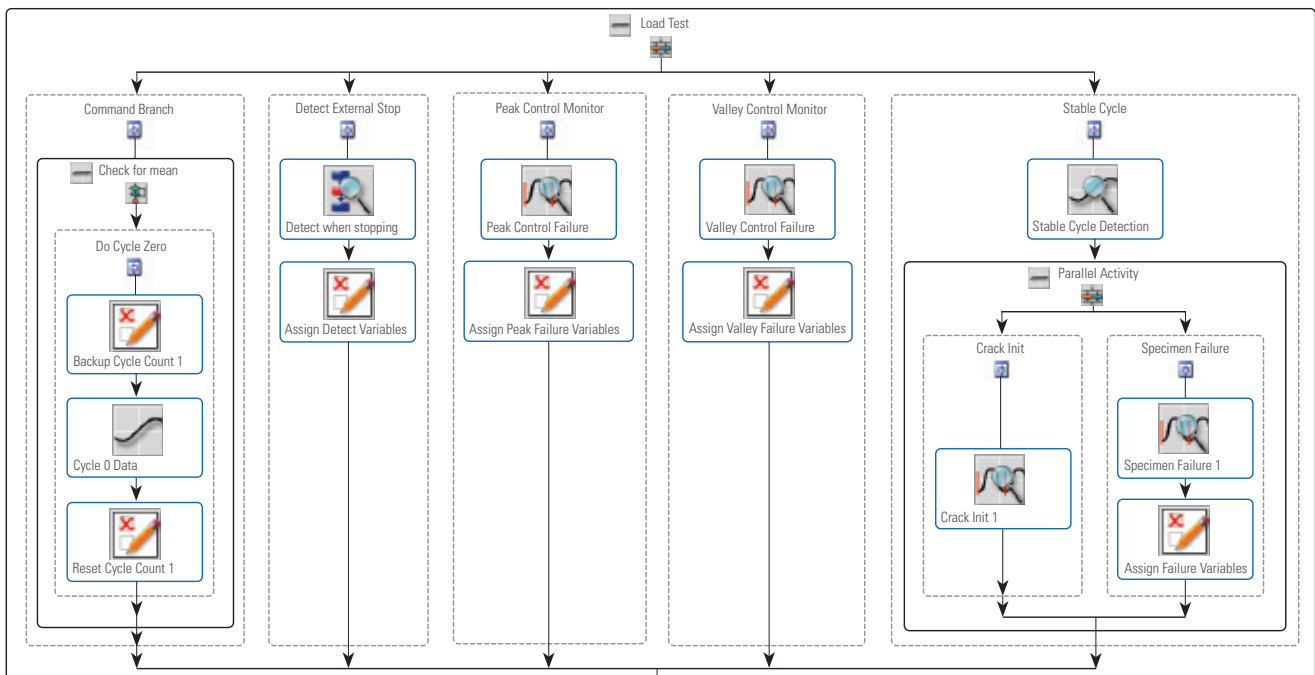 Load Test
Command Branch
Check for mean
Do Cycle Zero
Backup Cycle Count 1
Cycle 0 Data
Reset Cycle Count 1
Detect External Stop
Detect when stopping
Assign Detect Variables
Peak Control Monitor
Peak Control Failure
Assign Peak Failure Variables
Valley Control Monitor
Valley Control Failure
Assign Valley Failure Variables
Stable Cycle
Stable Cycle Detection
Parallel Activity
Crack Init
Crack Init 1
Specimen Failure
Specimen Failure 1
Assign Failure Variables